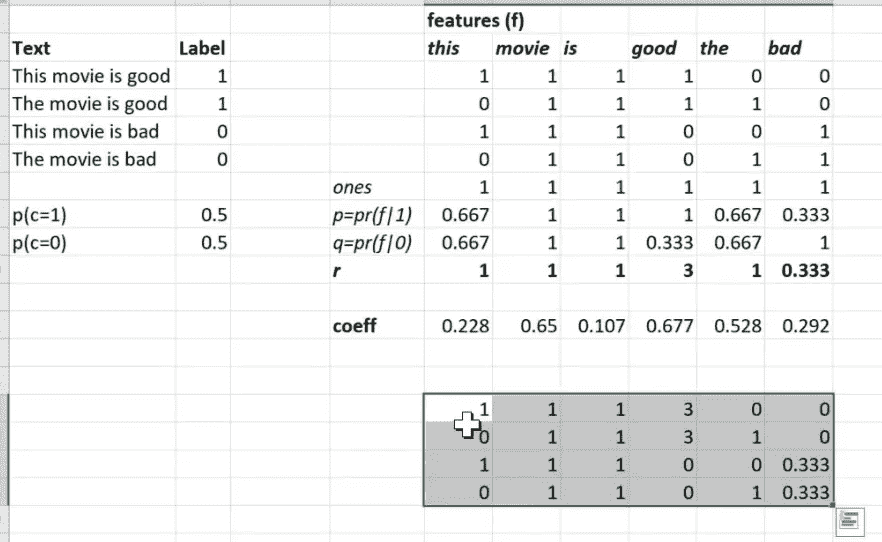 features (f)
Text Label this movie is good the bad
This movie is good 1 1 1 1 1 0 0
The movie is good 1 0 1 1 1 1 0
This movie is bad 0 1 1 1 0 0 1
The movie is bad 0 0 1 1 0 1 1
ones 1 1 1 1 1 1
p(c=1) 0.5 p=pr(f|1) 0.667 1 1 1 0.667 0.333
p(c=0) 0.5 q=pr(f|0) 0.667 1 1 0.333 0.667 1
r 1 1 1 3 1 0.333
coeff 0.228 0.65 0.107 0.677 0.528 0.292
1 1 1 3 0 0
0 1 1 3 1 0
1 1 1 0 0 0.333
0 1 1 0 1 0.333